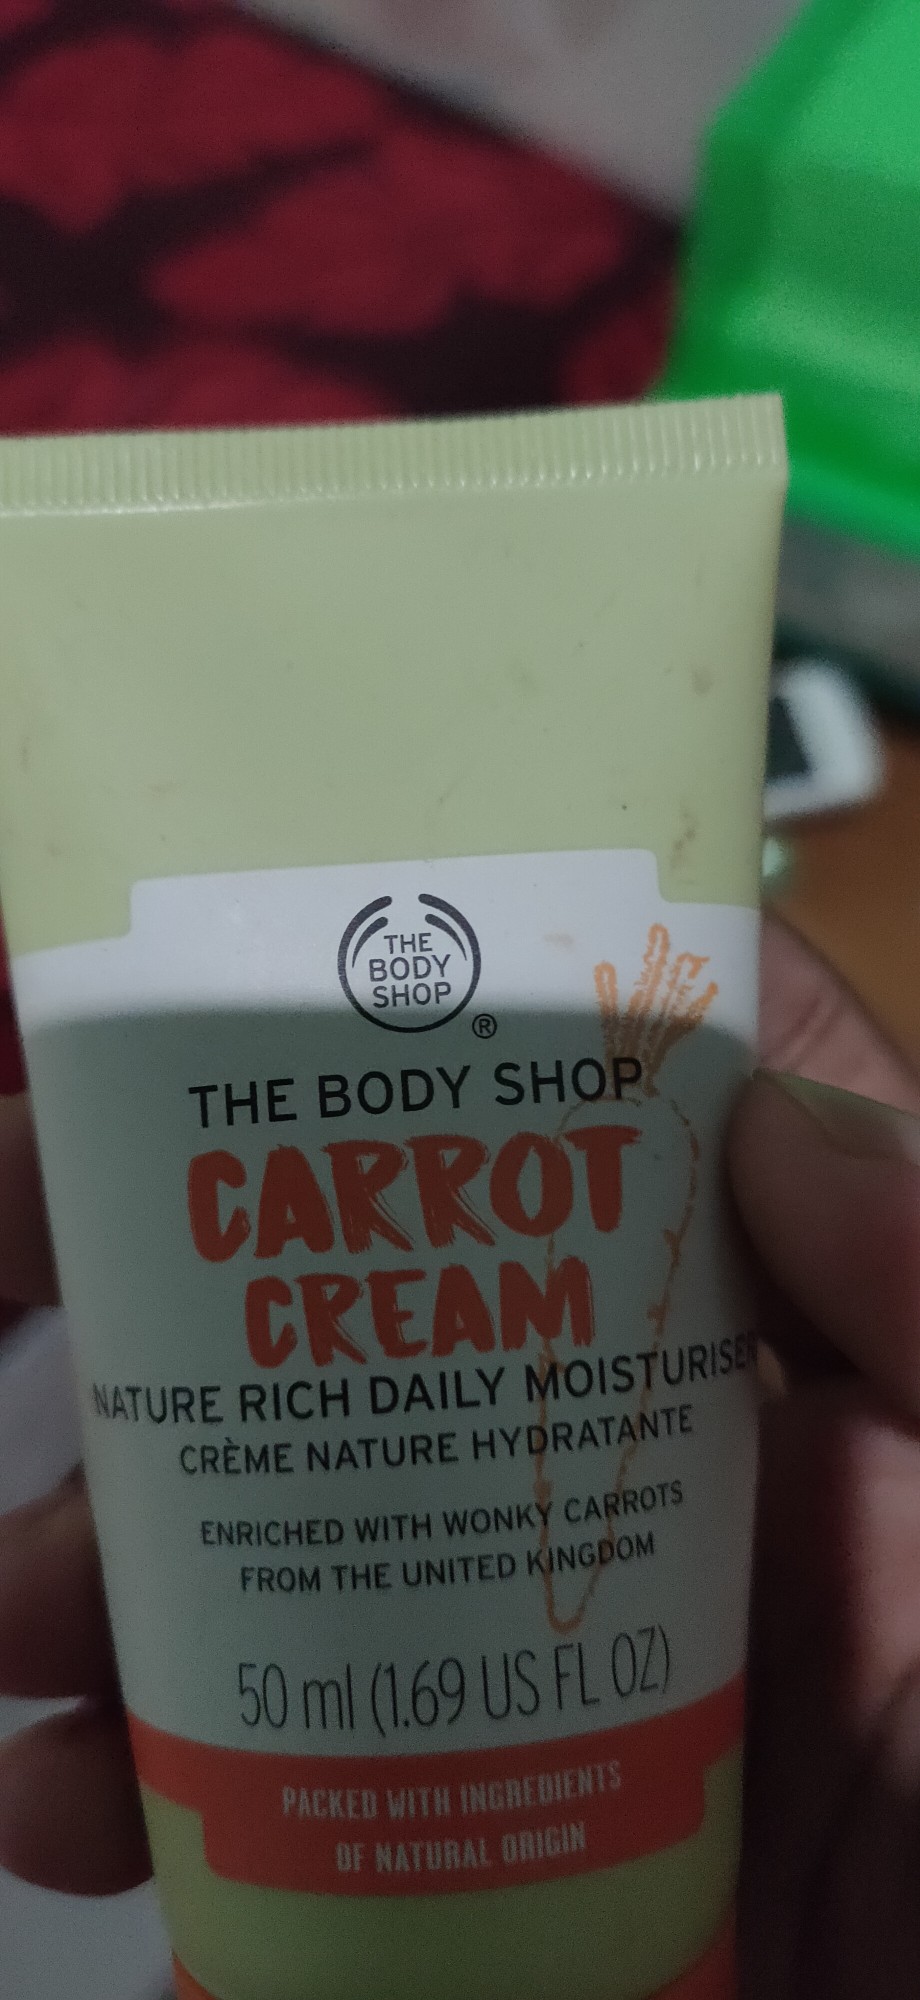 THE
BODY
SHOP
®
THE BODY SHOP
CARROT
CREAM
NATURE RICH DAILY MOISTURISER
CRÈME NATURE HYDRATANTE
ENRICHED WITH WONKY CARROTS
FROM THE UNITED KINGDOM
50 ml (1.69 US FL OZ)
PACKED WITH INGREDIENTS
OF NATURAL ORIGIN